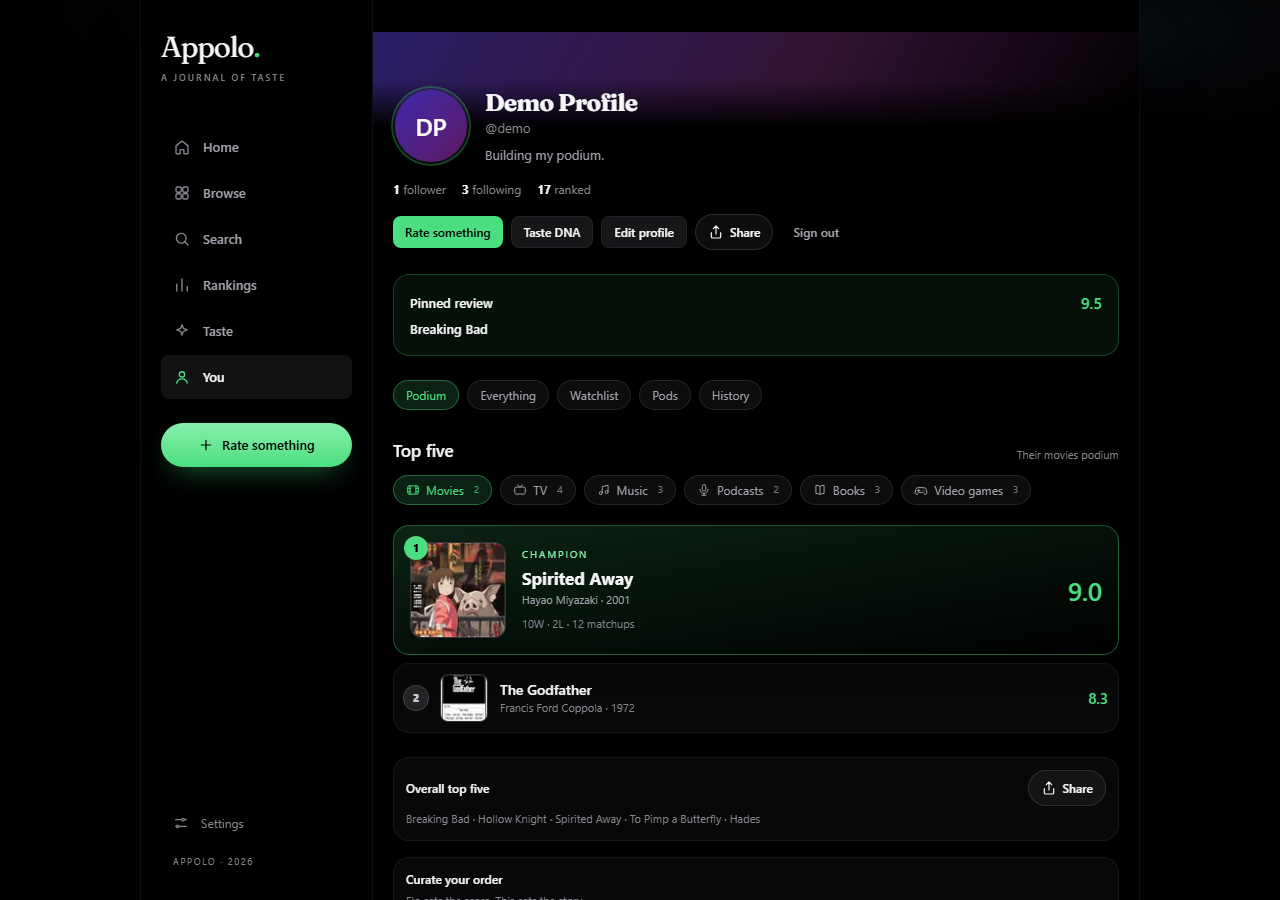 Appolo.
A JOURNAL OF TASTE
Home
Browse
Search
Rankings
Taste
You
Rate something
Settings
APPOLO · 2026
DP
Demo Profile
@demo
Building my podium.
1 follower 3 following 17 ranked
Rate something Taste DNA Edit profile Share Sign out
Pinned review 9.5
Breaking Bad
Podium Everything Watchlist Pods History
Top five Their movies podium
Movies 2 TV 4 Music 3 Podcasts 2 Books 3 Video games 3
1
CHAMPION
Spirited Away
Hayao Miyazaki · 2001
10W · 2L · 12 matchups
9.0
2
The Godfather
Francis Ford Coppola · 1972
8.3
Overall top five Share
Breaking Bad · Hollow Knight · Spirited Away · To Pimp a Butterfly · Hades
Curate your order